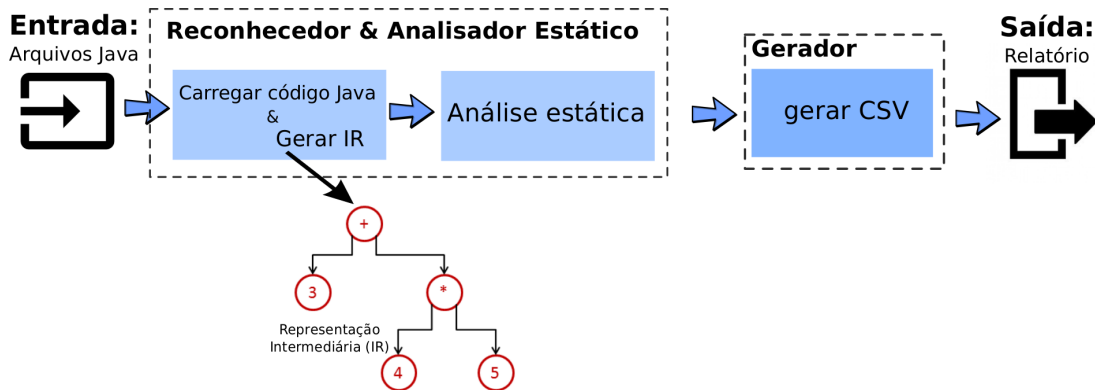 Entrada:
Arquivos Java
Reconhecedor & Analisador Estático
Carregar código Java
&
Gerar IR
Análise estática
Gerador
gerar CSV
Saída:
Relatório
+
3
*
Representação
Intermediária (IR)
4
5